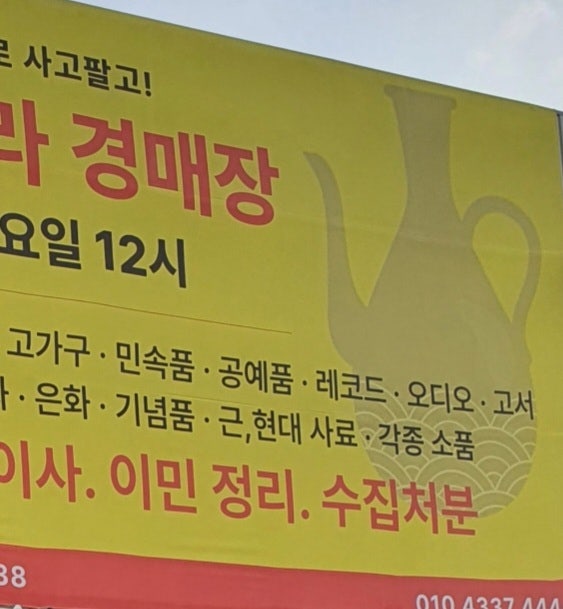 로 사고팔고!
라 경매장
요일 12시
고가구 · 민속품 · 공예품 · 레코드 · 오디오 · 고서
· 은화 · 기념품 · 근,현대 사료 · 각종 소품
이사. 이민 정리. 수집처분
38
010 4337 444